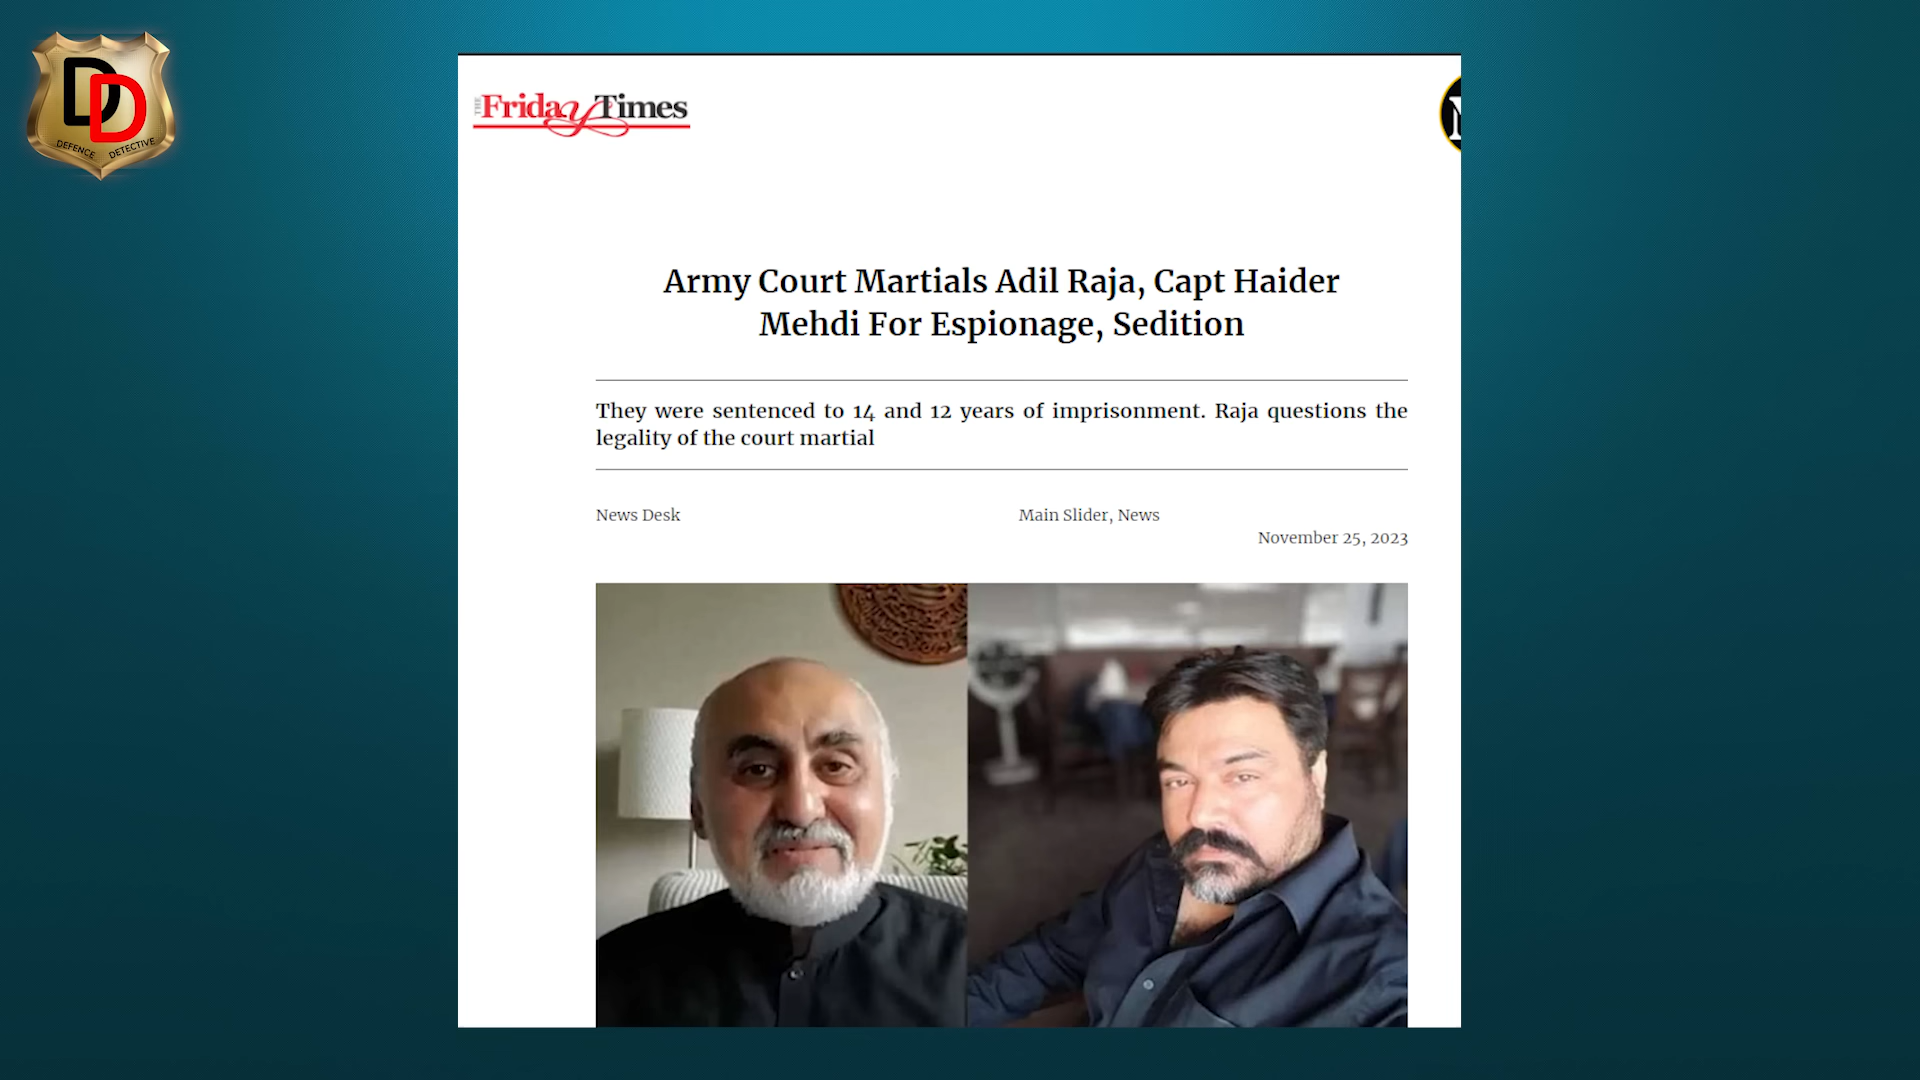 DD
DEFENCE DETECTIVE
THE Friday Times
Army Court Martials Adil Raja, Capt Haider
Mehdi For Espionage, Sedition
They were sentenced to 14 and 12 years of imprisonment. Raja questions the
legality of the court martial
News Desk
Main Slider, News
November 25, 2023